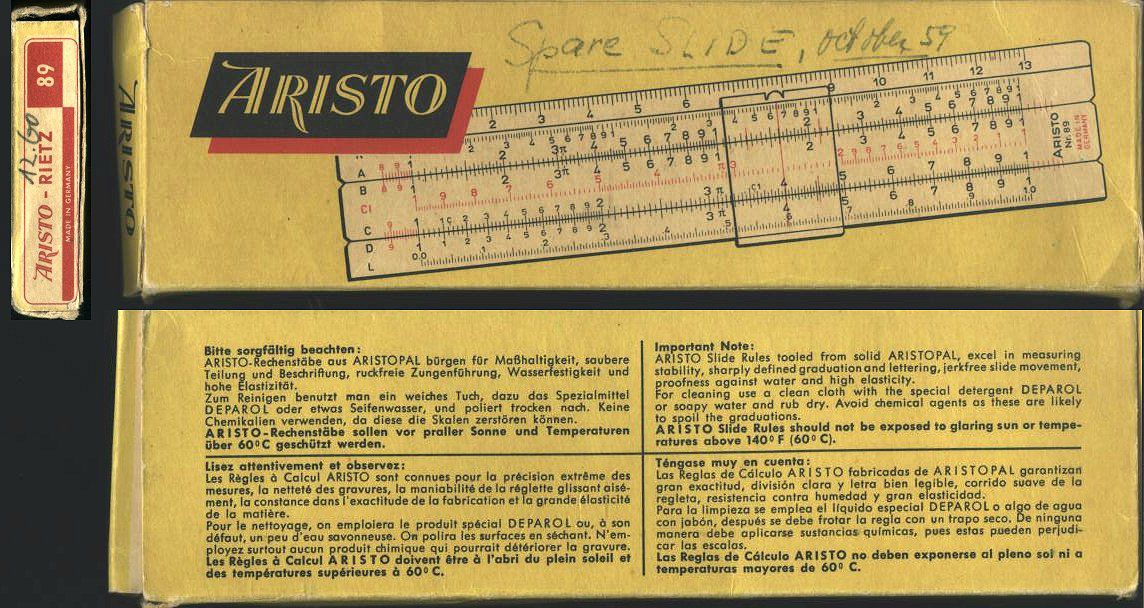 89
ARISTO - RIETZ
12.60
MADE IN GERMANY
ARISTO
Spare SLIDE, october 59
ARISTO
ARISTO
Nr. 89
MADE IN
GERMANY
A
B
CI
C
D
L
Bitte sorgfältig beachten:
ARISTO-Rechenstäbe aus ARISTOPAL bürgen für Maßhaltigkeit, saubere
Teilung und Beschriftung, ruckfreie Zungenführung, Wasserfestigkeit und
hohe Elastizität.
Zum Reinigen benutzt man ein weiches Tuch, dazu das Spezialmittel
DEPAROL oder etwas Seifenwasser, und poliert trocken nach. Keine
Chemikalien verwenden, da diese die Skalen zerstören können.
ARISTO-Rechenstäbe sollen vor praller Sonne und Temperaturen
über 60°C geschützt werden.
Important Note:
ARISTO Slide Rules tooled from solid ARISTOPAL, excel in measuring
stability, sharply defined graduation and lettering, jerkfree slide movement,
proofness against water and high elasticity.
For cleaning use a clean cloth with the special detergent DEPAROL
or soapy water and rub dry. Avoid chemical agents as these are likely
to spoil the graduations.
ARISTO Slide Rules should not be exposed to glaring sun or tempe-
ratures above 140° F (60° C).
Lisez attentivement et observez:
Les Règles à Calcul ARISTO sont connues pour la précision extrême des
mesures, la netteté des gravures, la maniabilité de la réglette glissant aisé-
ment, la constance dans l'exactitude de la fabrication et la grande élasticité
de la matière.
Pour le nettoyage, on emploiera le produit spécial DEPAROL ou, à son
défaut, un peu d'eau savonneuse. On polira les surfaces en séchant. N'em-
ployez surtout aucun produit chimique qui pourrait détériorer la gravure.
Les Règles à Calcul ARISTO doivent être à l'abri du plein soleil et
des températures supérieures à 60° C.
Téngase muy en cuenta:
Las Reglas de Cálculo ARISTO fabricadas de ARISTOPAL garantizan
gran exactitud, división clara y letra bien legible, corrido suave de la
regleta, resistencia contra humedad y gran elasticidad.
Para la limpieza se emplea el líquido especial DEPAROL o algo de agua
con jabón, después se debe frotar la regla con un trapo seco. De ninguna
manera debe aplicarse sustancias químicas, pues estas pueden perjudi-
car las escalas.
Las Reglas de Cálculo ARISTO no deben exponerse al pleno sol ni a
temperaturas mayores de 60° C.